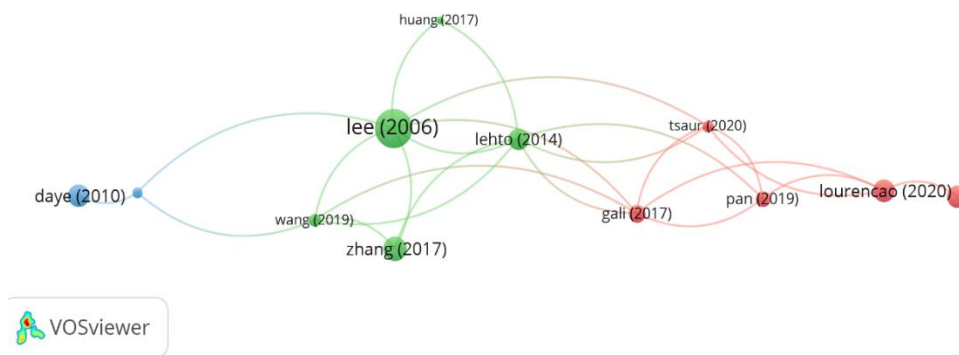 huang (2017)
lee (2006)
tsaur (2020)
lehto (2014)
daye (2010)
lourencao (2020)
pan (2019)
gali (2017)
wang (2019)
zhang (2017)
VOSviewer